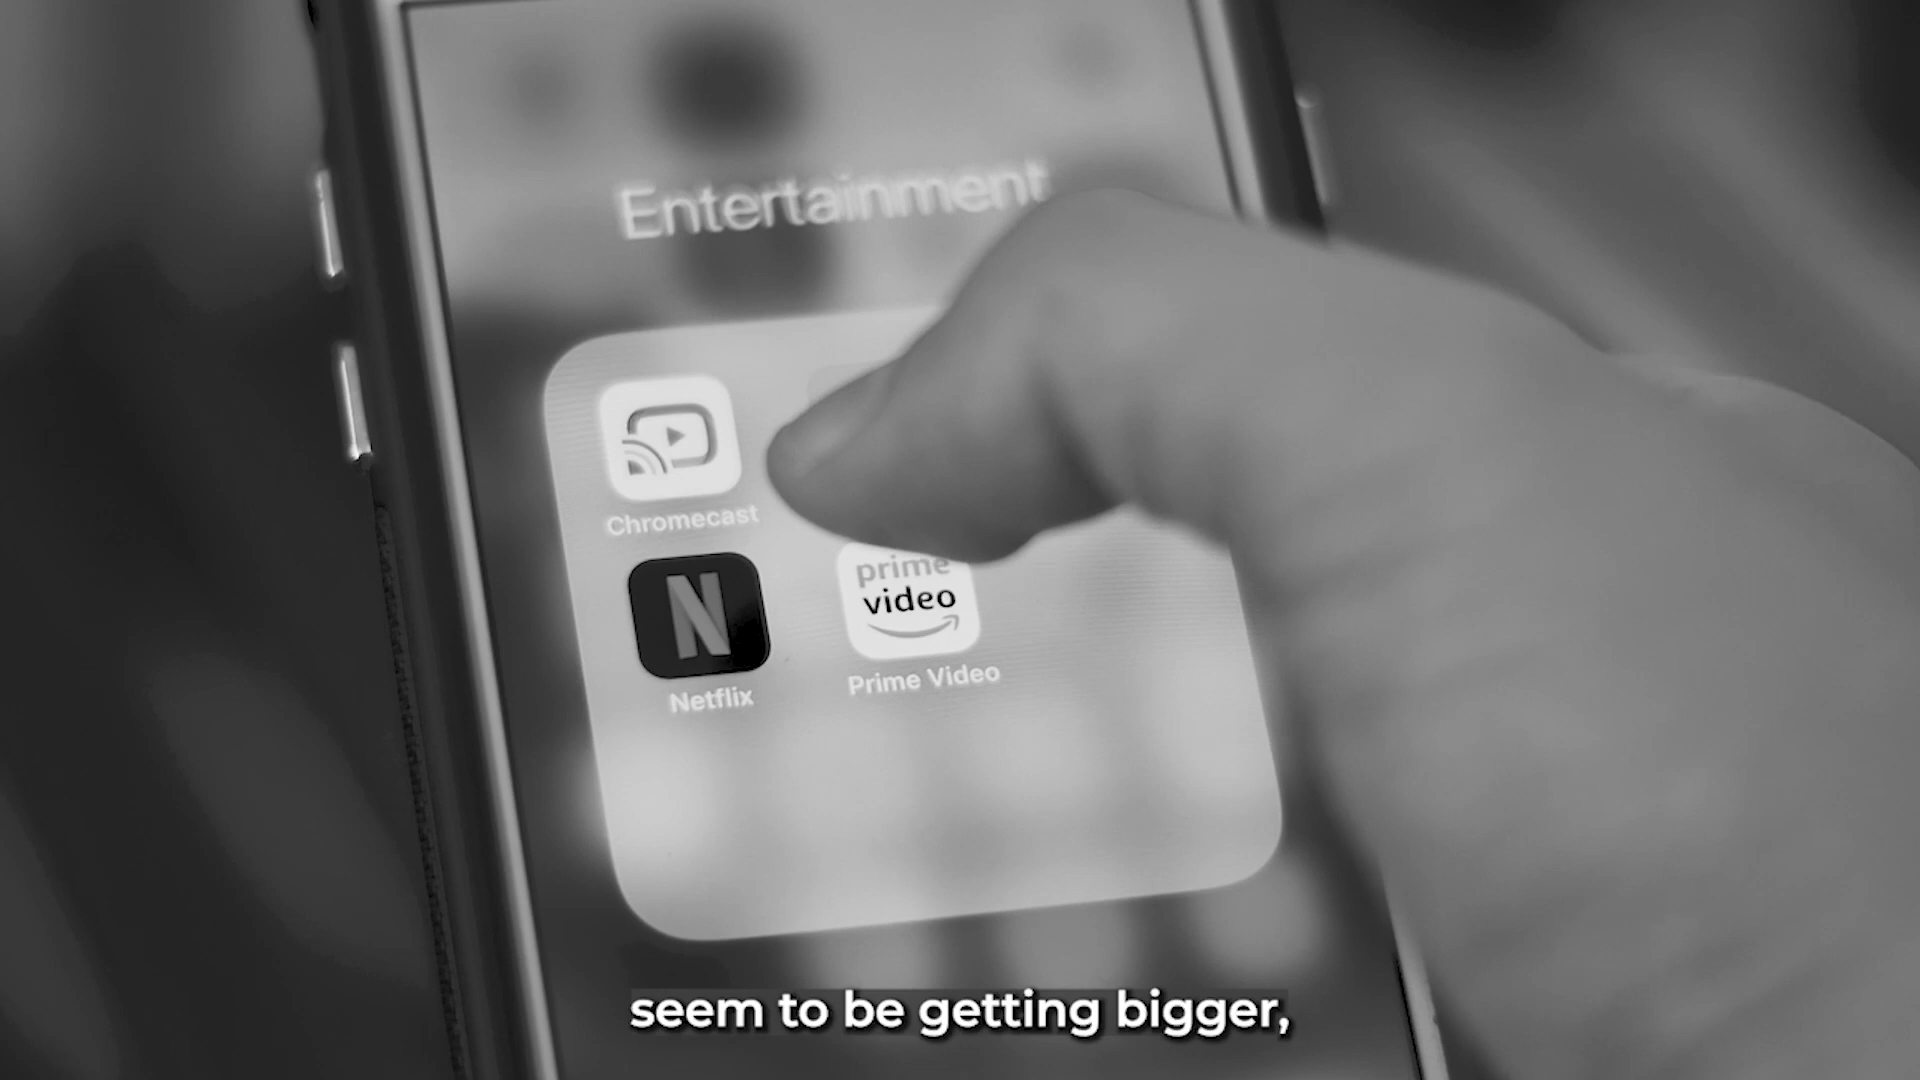 Entertainment
Chromecast
prime
video
N
Netflix
Prime Video
seem to be getting bigger,